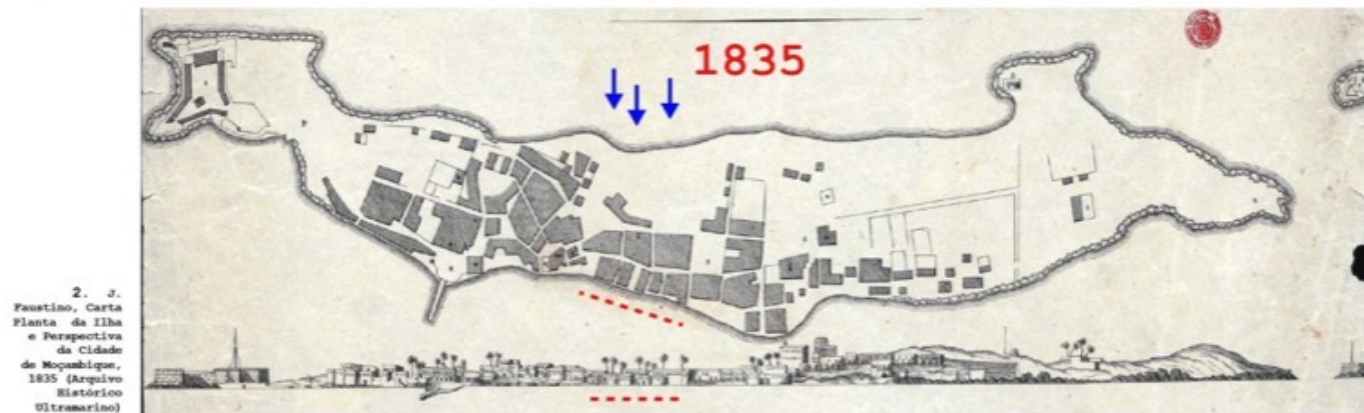 1835
2. J.
Faustino, Carta
Planta da Ilha
e Perspectiva
da Cidade
de Moçambique,
1835 (Arquivo
Histórico
Ultramarino)